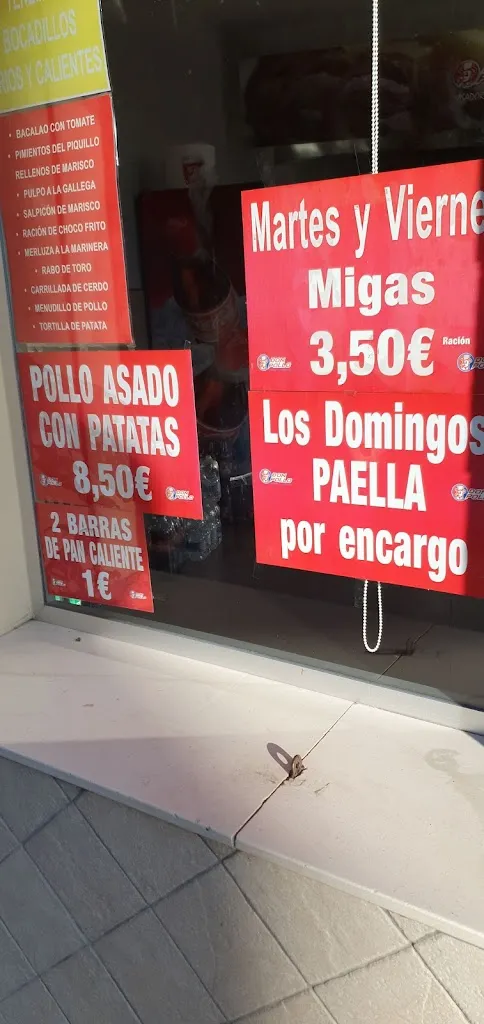 BOCADILLOS
Y CALIENTES
• BACALAO CON TOMATE
• PIMIENTOS DEL PIQUILLO
RELLENOS DE MARISCO
• PULPO A LA GALLEGA
• SALPICÓN DE MARISCO
• RACIÓN DE CHOCO FRITO
• MERLUZA A LA MARINERA
• RABO DE TORO
• CARRILLADA DE CERDO
• MENUDILLO DE POLLO
• TORTILLA DE PATATA
POLLO ASADO
CON PATATAS
8,50€
2 BARRAS
DE PAN CALIENTE
1€
Martes y Vierne
Migas
3,50€ Ración
Los Domingos
PAELLA
por encargo